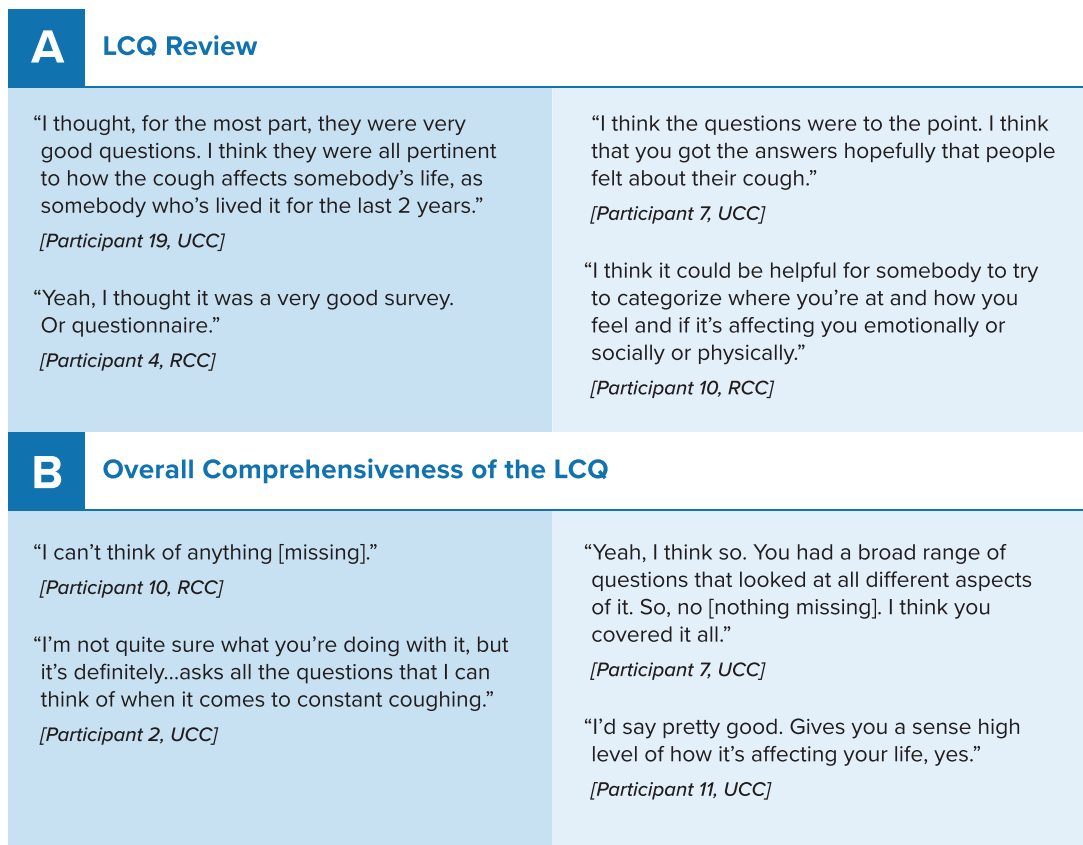 A
LCQ Review
“I thought, for the most part, they were very
good questions. I think they were all pertinent
to how the cough affects somebody’s life, as
somebody who’s lived it for the last 2 years.”
[Participant 19, UCC]
“Yeah, I thought it was a very good survey.
Or questionnaire.”
[Participant 4, RCC]
“I think the questions were to the point. I think
that you got the answers hopefully that people
felt about their cough.”
[Participant 7, UCC]
“I think it could be helpful for somebody to try
to categorize where you’re at and how you
feel and if it’s affecting you emotionally or
socially or physically.”
[Participant 10, RCC]
B
Overall Comprehensiveness of the LCQ
“I can’t think of anything [missing].”
[Participant 10, RCC]
“I’m not quite sure what you’re doing with it, but
it’s definitely...asks all the questions that I can
think of when it comes to constant coughing.”
[Participant 2, UCC]
“Yeah, I think so. You had a broad range of
questions that looked at all different aspects
of it. So, no [nothing missing]. I think you
covered it all.”
[Participant 7, UCC]
“I’d say pretty good. Gives you a sense high
level of how it’s affecting your life, yes.”
[Participant 11, UCC]